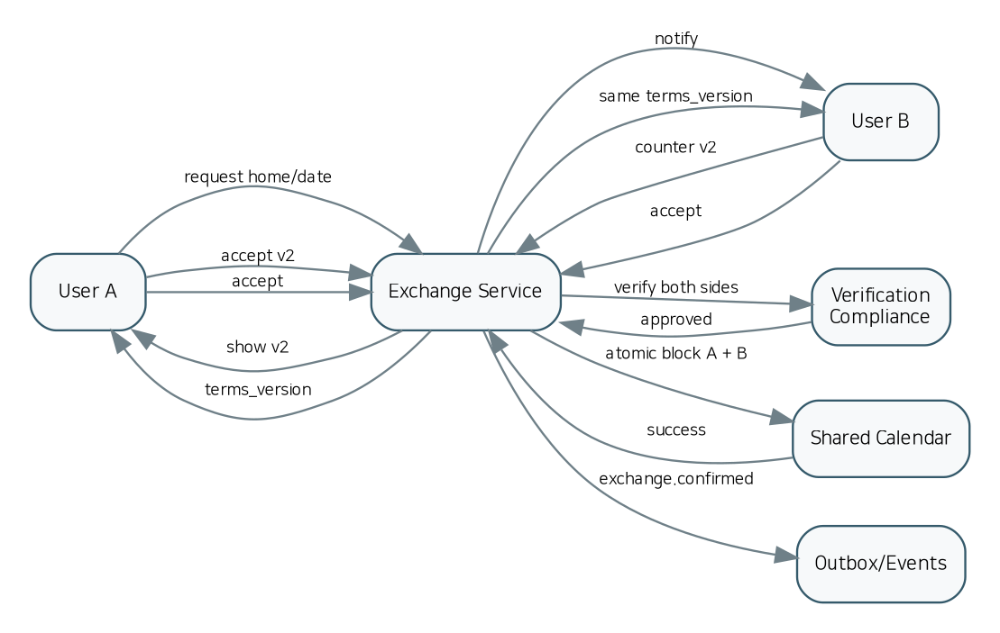 notify
same terms_version
User B
counter v2
request home/date
accept
accept v2
accept
User A
Exchange Service
verify both sides
Verification
Compliance
approved
show v2
atomic block A + B
terms_version
success
Shared Calendar
exchange.confirmed
Outbox/Events